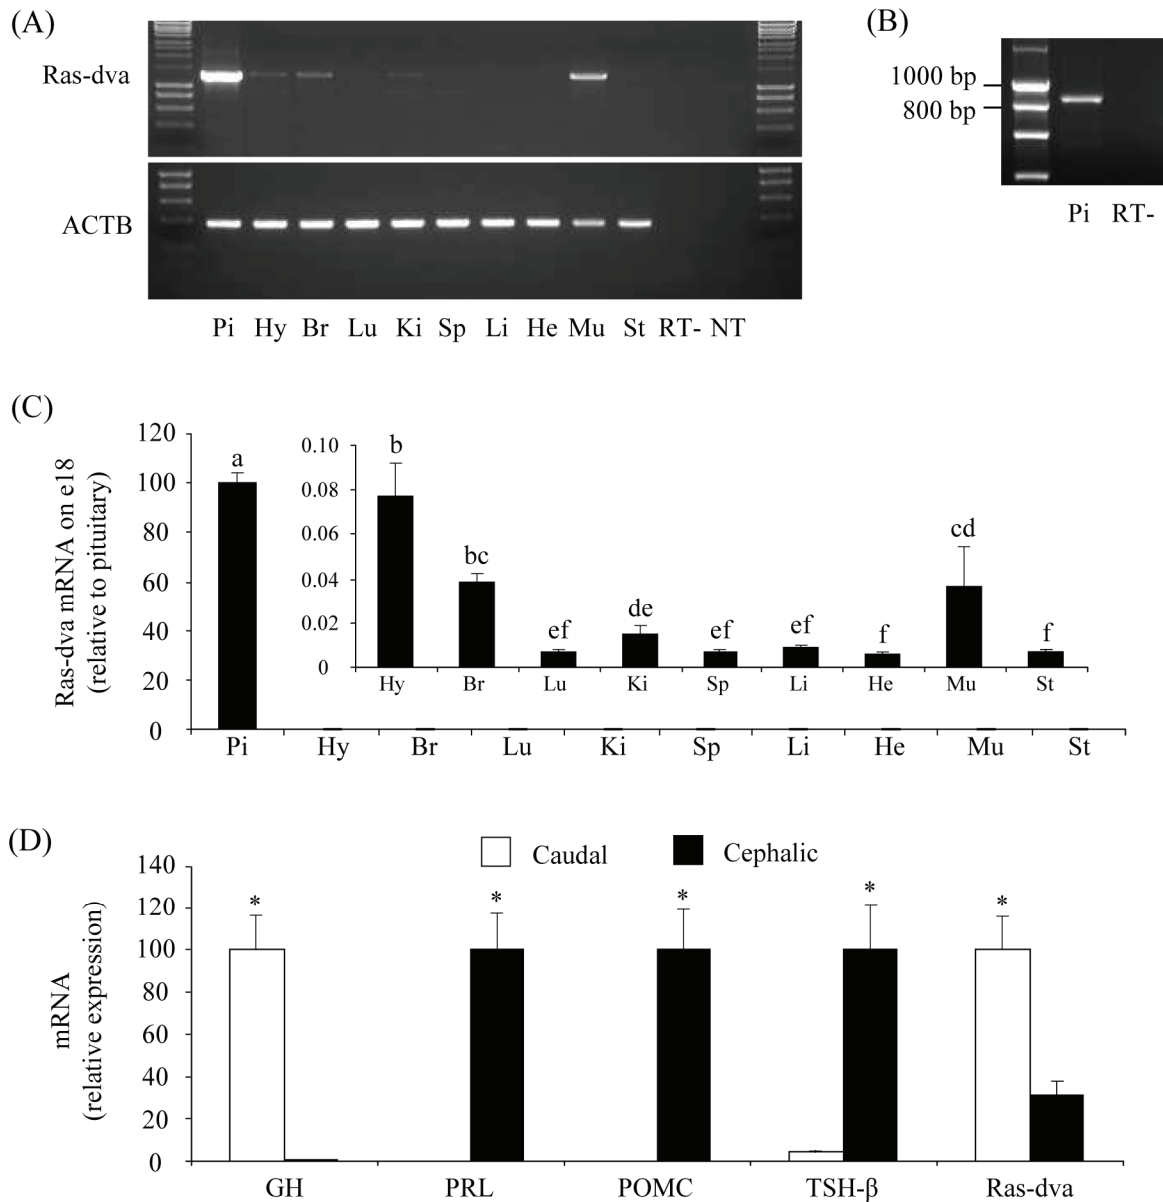 (A)
Ras-dva
ACTB
Pi Hy Br Lu Ki Sp Li He Mu St RT- NT
(B)
1000 bp
800 bp
Pi RT-
(C)
Ras-dva mRNA on e18
(relative to pituitary)
120
100
80
60
40
20
0
a
Pi Hy Br Lu Ki Sp Li He Mu St
0.10
0.08
0.06
0.04
0.02
0
b bc ef de ef ef f cd f
Hy Br Lu Ki Sp Li He Mu St
(D)
Caudal Cephalic
mRNA
(relative expression)
140
120
100
80
60
40
20
0
* * * * *
GH PRL POMC TSH-β Ras-dva